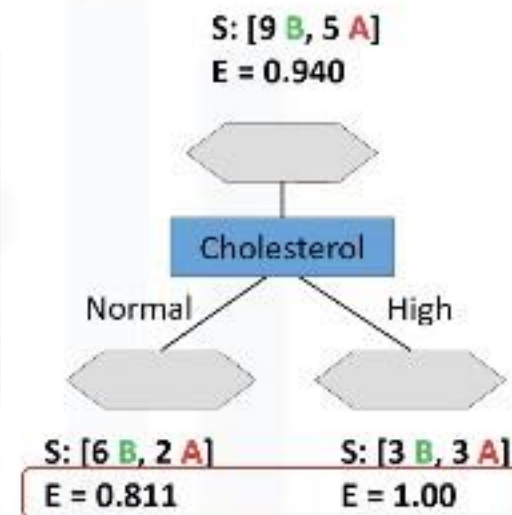 S: [9 B, 5 A]
E = 0.940
Cholesterol
Normal
High
S: [6 B, 2 A]
S: [3 B, 3 A]
E = 0.811
E = 1.00